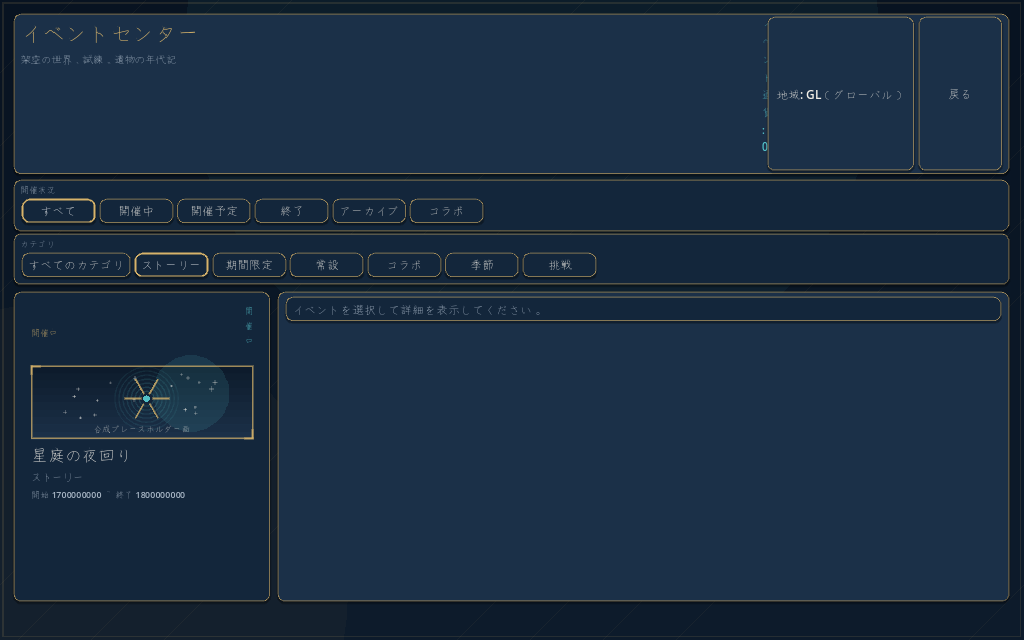 イベントセンター
架空の世界．試練．遺物の年代記
:
0
地域: GL（グローバル）
戻る
開催状況
すべて
開催中
開催予定
終了
アーカイブ
コラボ
カテゴリ
すべてのカテゴリ
ストーリー
期間限定
常設
コラボ
季節
挑戦
開催中
開
催
中
合成プレースホルダー画
星庭の夜回り
ストーリー
開始 1700000000 ~ 終了 1800000000
イベントを選択して詳細を表示してください。